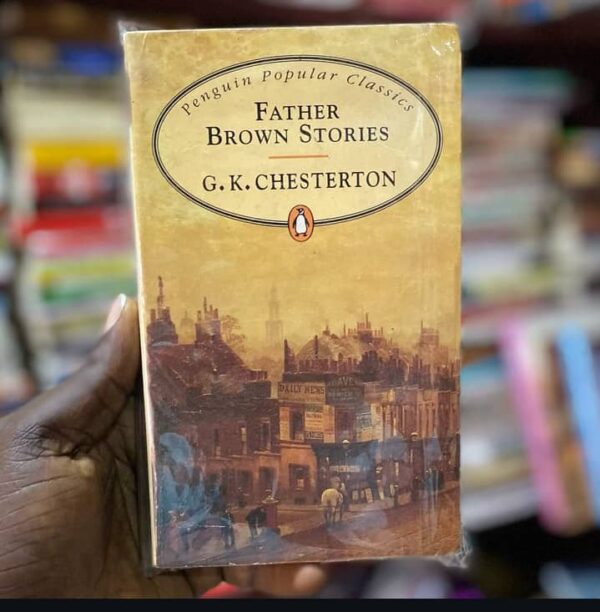 Penguin Popular Classics
FATHER
BROWN STORIES
G. K. CHESTERTON
DAILY NEWS